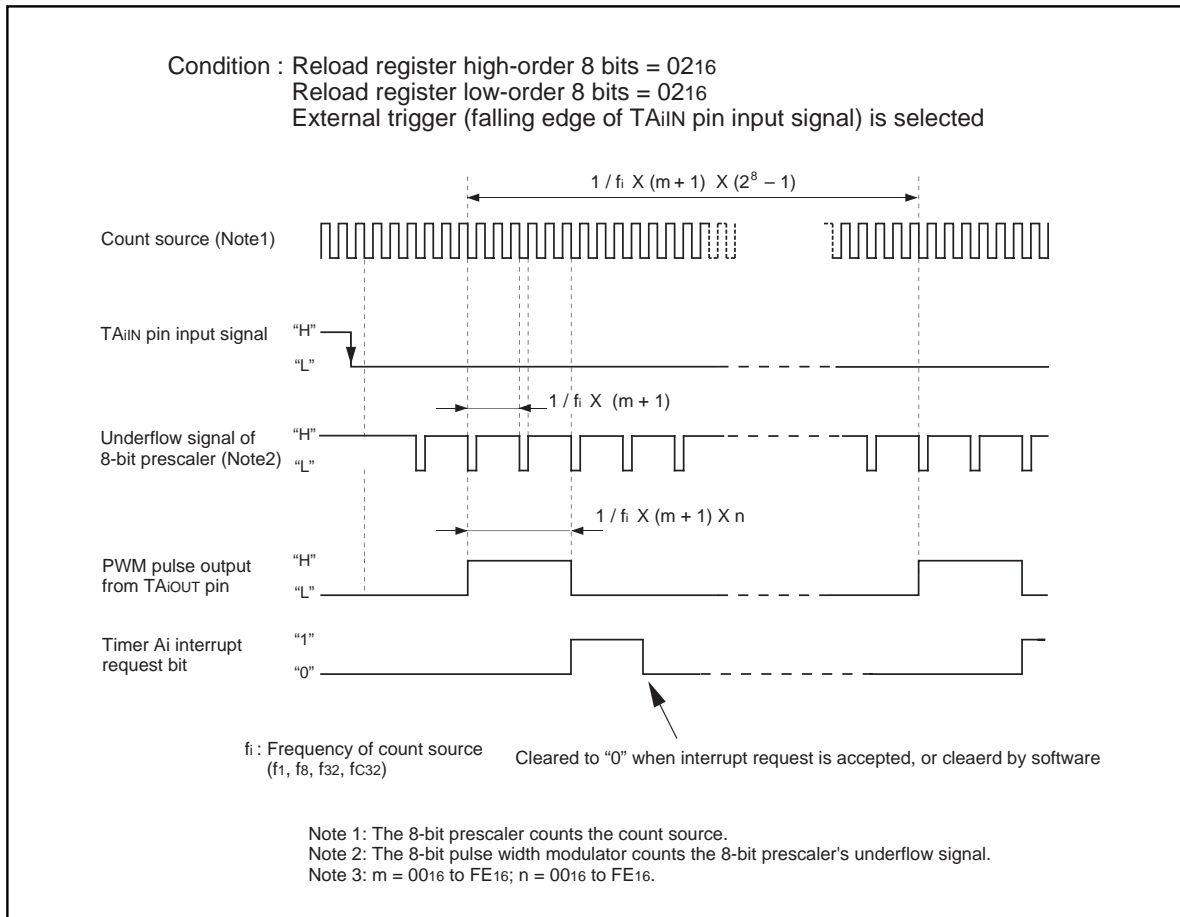 Condition : Reload register high-order 8 bits = 0216
Reload register low-order 8 bits = 0216
External trigger (falling edge of TAiIN pin input signal) is selected
1 / fi X (m + 1) X (2⁸ – 1)
Count source (Note1)
TAiIN pin input signal
“H”
“L”
1 / fi X (m + 1)
Underflow signal of
8-bit prescaler (Note2)
“H”
“L”
1 / fi X (m + 1) X n
PWM pulse output
from TAiOUT pin
“H”
“L”
Timer Ai interrupt
request bit
“1”
“0”
fi : Frequency of count source
(f1, f8, f32, fC32)
Cleared to “0” when interrupt request is accepted, or cleaerd by software
Note 1: The 8-bit prescaler counts the count source.
Note 2: The 8-bit pulse width modulator counts the 8-bit prescaler's underflow signal.
Note 3: m = 0016 to FE16; n = 0016 to FE16.